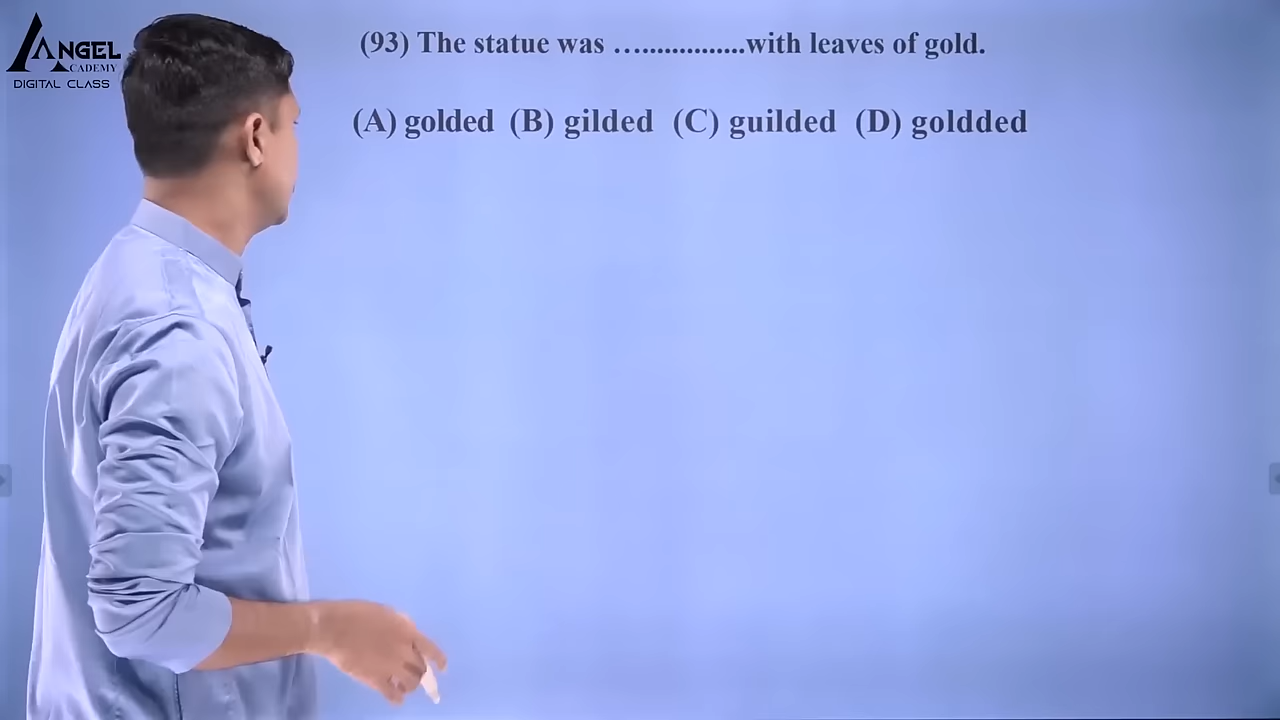 ANGEL
ACADEMY
DIGITAL CLASS
(93) The statue was …...............with leaves of gold.
(A) golded (B) gilded (C) guilded (D) goldded